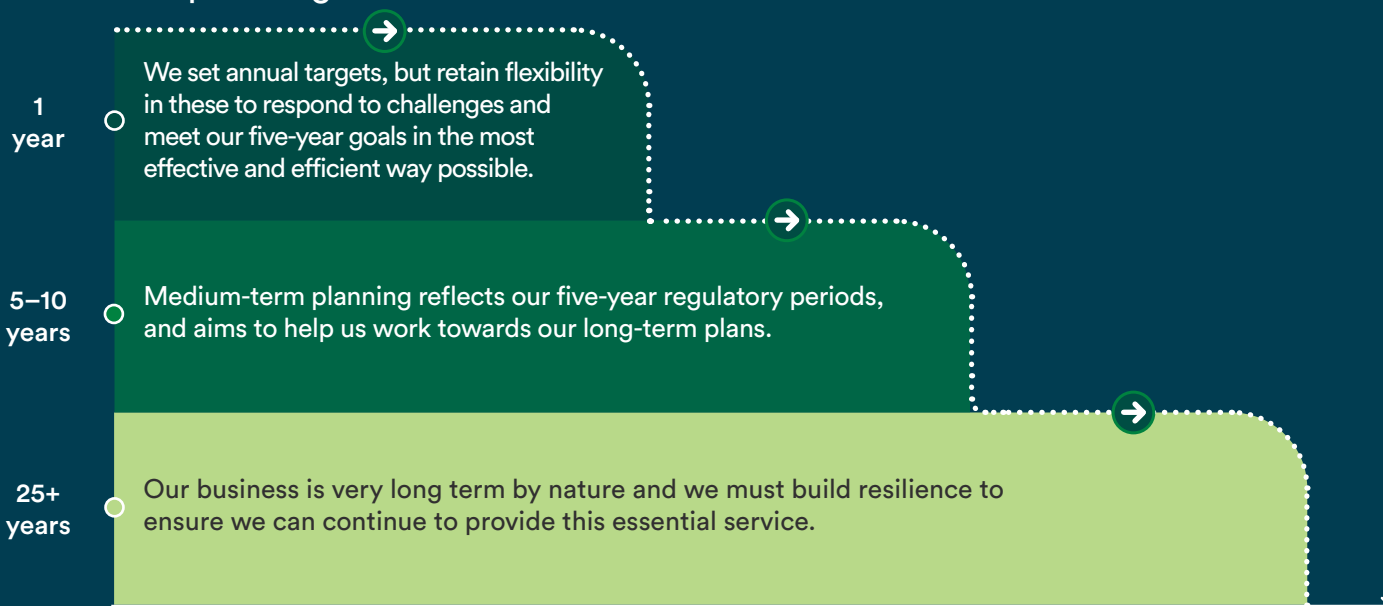 1
year
We set annual targets, but retain flexibility
in these to respond to challenges and
meet our five-year goals in the most
effective and efficient way possible.
5–10
years
Medium-term planning reflects our five-year regulatory periods,
and aims to help us work towards our long-term plans.
25+
years
Our business is very long term by nature and we must build resilience to
ensure we can continue to provide this essential service.